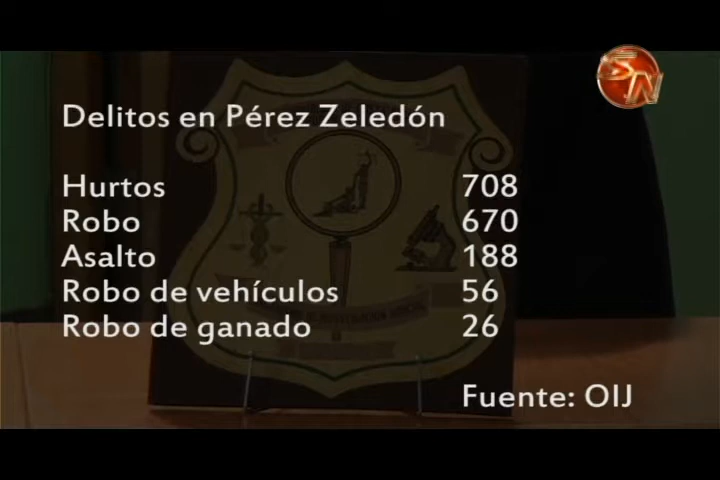 SN
Delitos en Pérez Zeledón
Hurtos 708
Robo 670
Asalto 188
Robo de vehículos 56
Robo de ganado 26
Fuente: OIJ